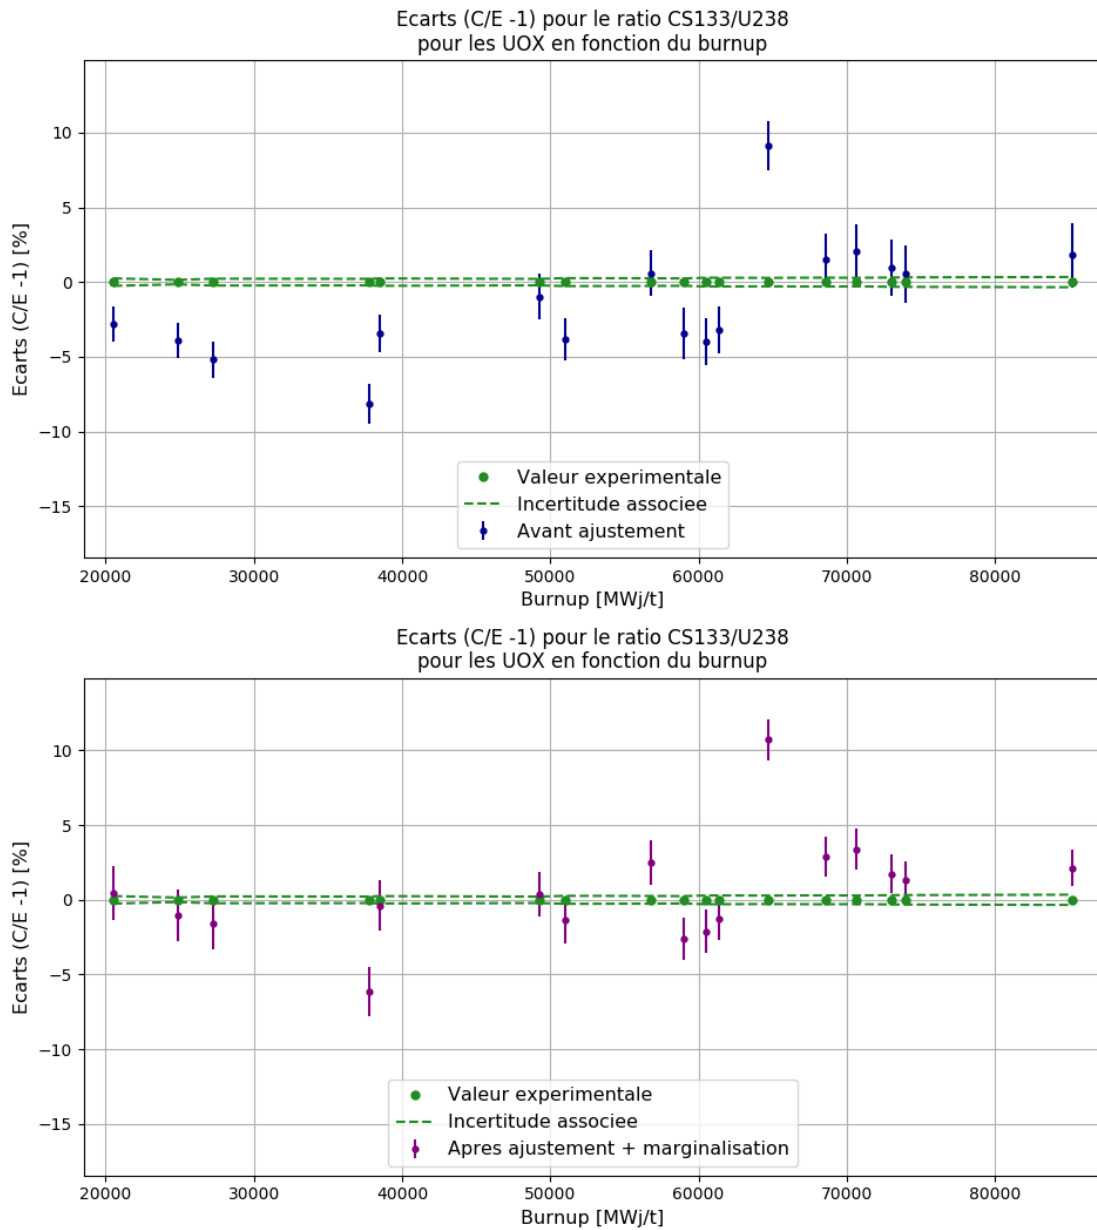 Ecarts (C/E -1) pour le ratio CS133/U238
pour les UOX en fonction du burnup
Ecarts (C/E -1) [%]
10
5
0
−5
−10
−15
Valeur experimentale
Incertitude associee
Avant ajustement
20000 30000 40000 50000 60000 70000 80000
Burnup [MWj/t]
Ecarts (C/E -1) pour le ratio CS133/U238
pour les UOX en fonction du burnup
Ecarts (C/E -1) [%]
10
5
0
−5
−10
−15
Valeur experimentale
Incertitude associee
Apres ajustement + marginalisation
20000 30000 40000 50000 60000 70000 80000
Burnup [MWj/t]